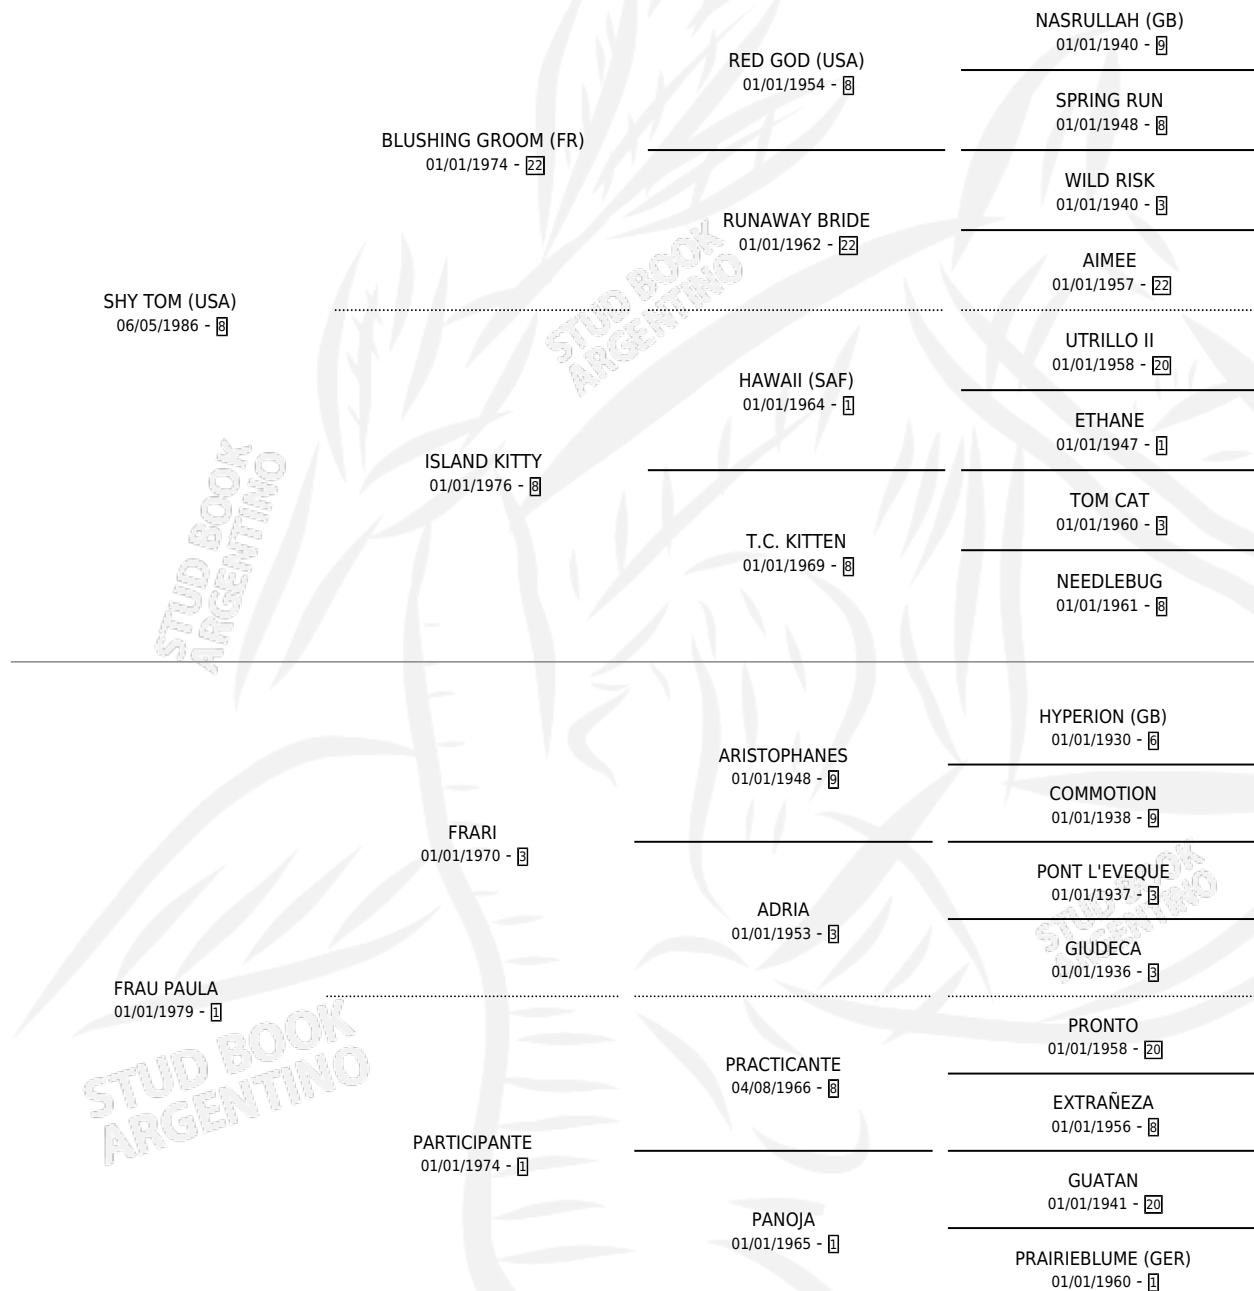 NASRULLAH (GB)
01/01/1940 - 9
RED GOD (USA)
01/01/1954 - 8
SPRING RUN
01/01/1948 - 8
BLUSHING GROOM (FR)
01/01/1974 - 22
WILD RISK
01/01/1940 - 3
RUNAWAY BRIDE
01/01/1962 - 22
AIMEE
01/01/1957 - 22
SHY TOM (USA)
06/05/1986 - 8
UTRILLO II
01/01/1958 - 20
HAWAII (SAF)
01/01/1964 - 1
ETHANE
01/01/1947 - 1
ISLAND KITTY
01/01/1976 - 8
TOM CAT
01/01/1960 - 3
T.C. KITTEN
01/01/1969 - 8
NEEDLEBUG
01/01/1961 - 8
HYPERION (GB)
01/01/1930 - 6
ARISTOPHANES
01/01/1948 - 9
COMMOTION
01/01/1938 - 9
FRARI
01/01/1970 - 3
PONT L'EVEQUE
01/01/1937 - 3
ADRIA
01/01/1953 - 3
GIUDECA
01/01/1936 - 3
FRAU PAULA
01/01/1979 - 1
PRONTO
01/01/1958 - 20
PRACTICANTE
04/08/1966 - 8
EXTRAÑEZA
01/01/1956 - 8
PARTICIPANTE
01/01/1974 - 1
GUATAN
01/01/1941 - 20
PANOJA
01/01/1965 - 1
PRAIRIEBLUME (GER)
01/01/1960 - 1
STUD BOOK
ARGENTINO
STUD BOOK
ARGENTINO
STUD BOOK
ARGENTINO
STUD BOOK
ARGENTINO